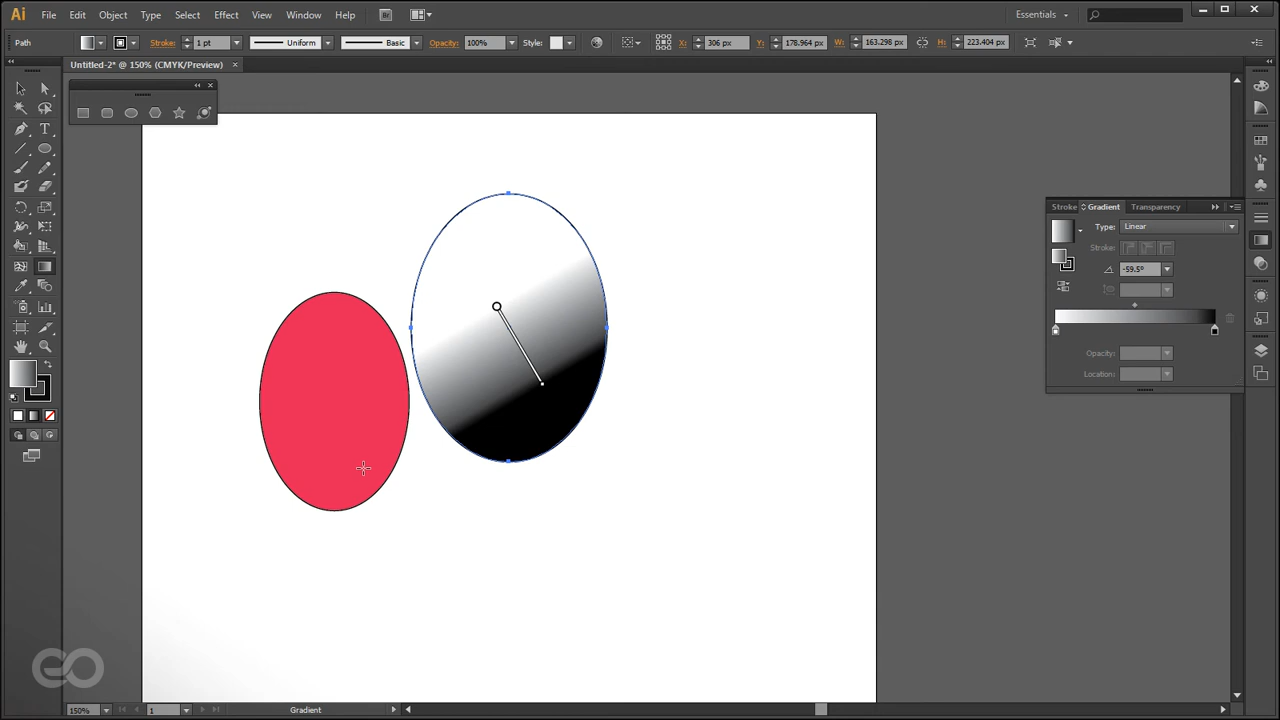 Ai File Edit Object Type Select Effect View Window Help Br Essentials
Path Stroke: 1 pt Uniform Basic Opacity: 100% Style: X: 306 px Y: 178.964 px W: 163.298 px H: 223.404 px
Untitled-2* @ 150% (CMYK/Preview) ×
T
Stroke Gradient Transparency
Type: Linear
Stroke:
-59.5°
Opacity:
Location:
eo
150% 1 Gradient